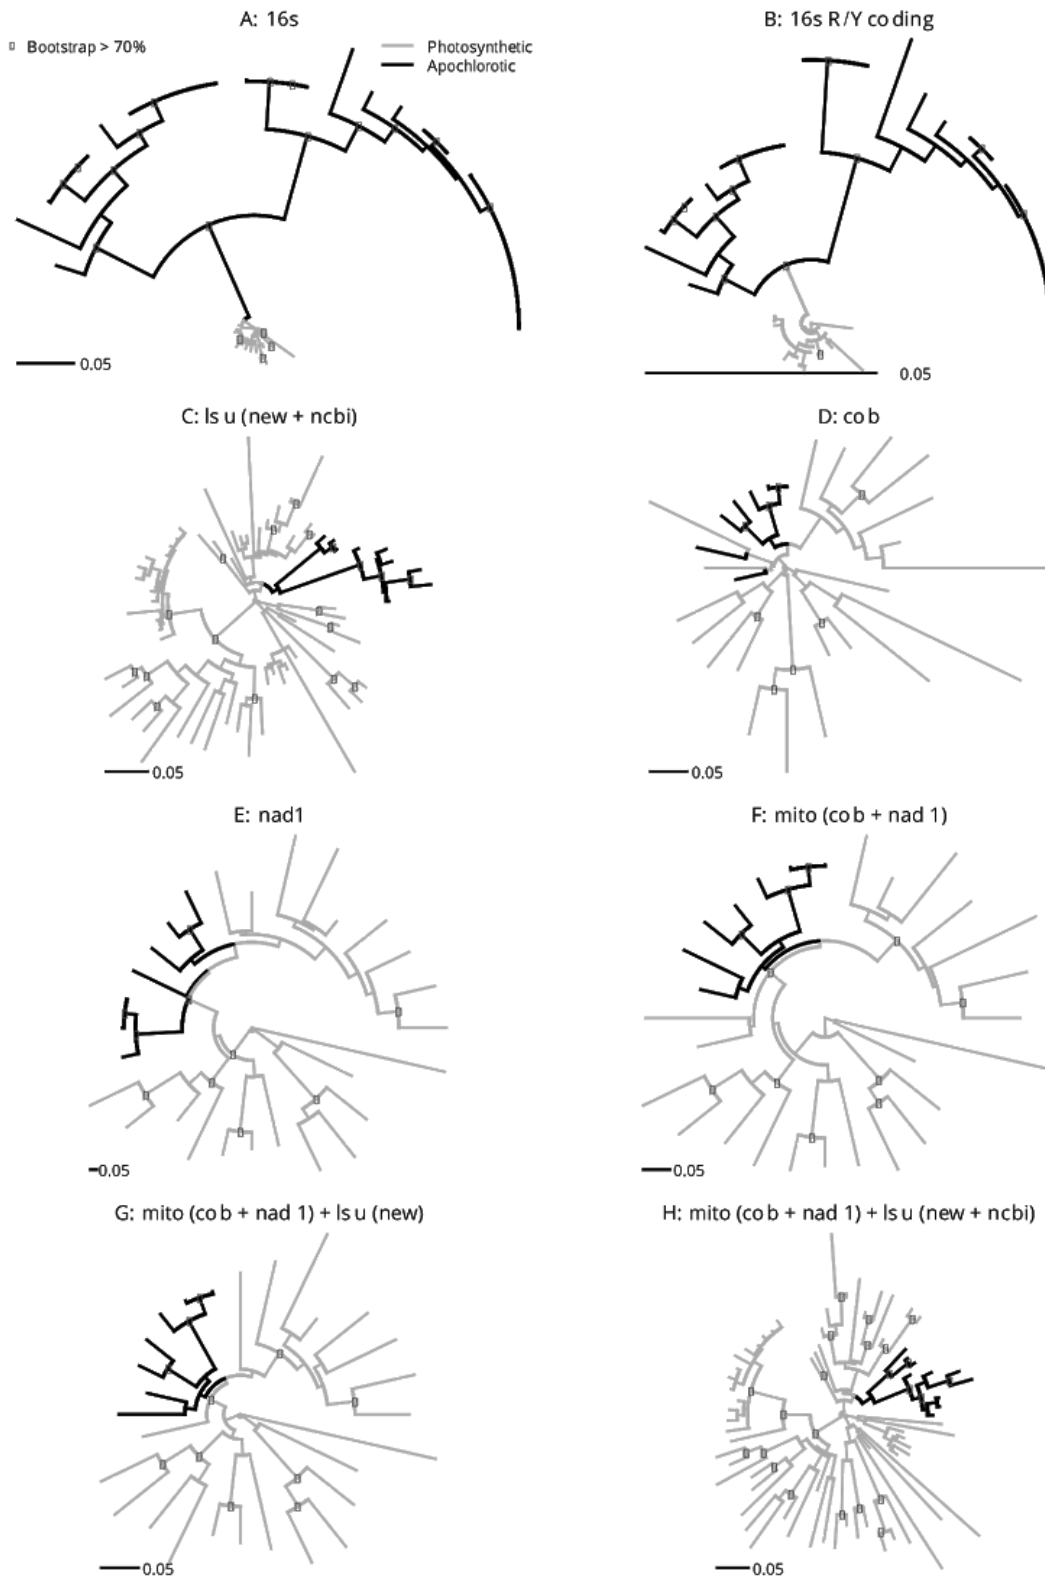 A: 16s
B: 16s R/Y coding
Bootstrap > 70%
Photosynthetic
Apochlorotic
0.05
0.05
C: lsu (new + ncbi)
D: cob
0.05
0.05
E: nad1
F: mito (cob + nad 1)
0.05
0.05
G: mito (cob + nad 1) + lsu (new)
H: mito (cob + nad 1) + lsu (new + ncbi)
0.05
0.05